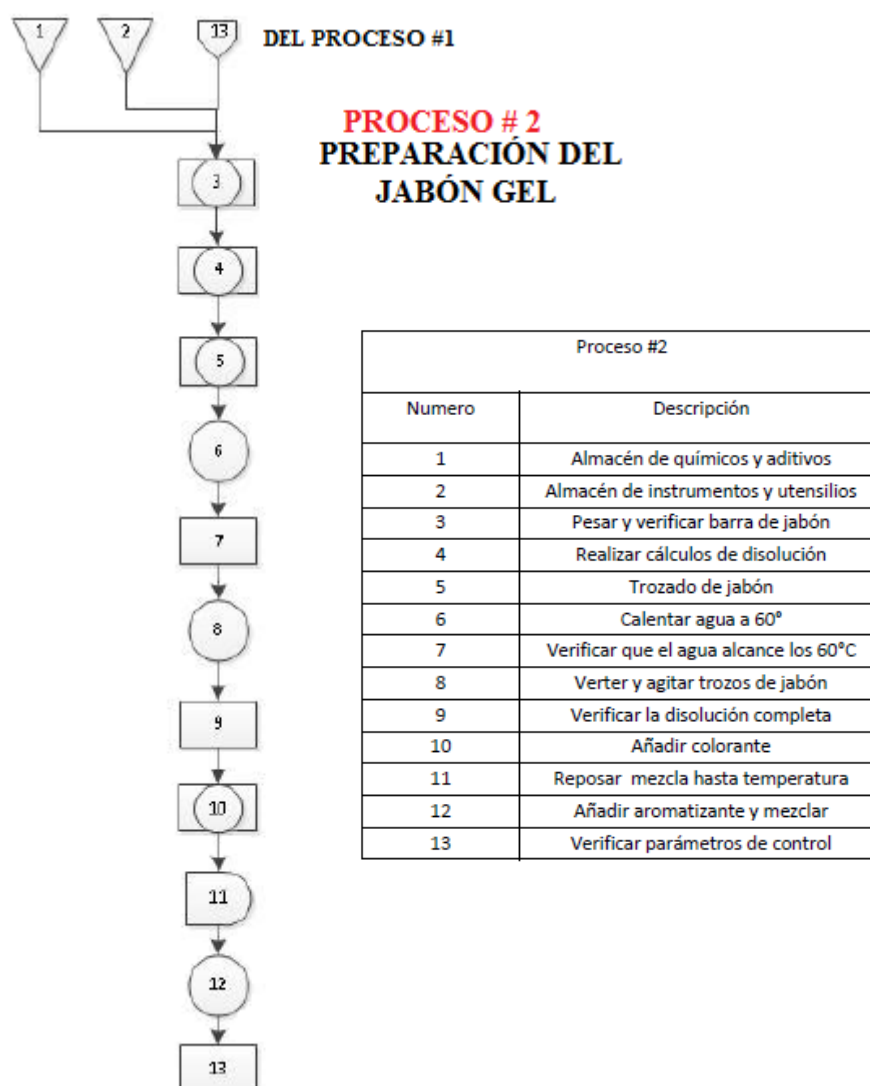 1 2 13 DEL PROCESO #1
PROCESO # 2
PREPARACIÓN DEL
JABÓN GEL
3
4
5
6
7
8
9
10
11
12
13
Proceso #2
Numero Descripción
1 Almacén de químicos y aditivos
2 Almacén de instrumentos y utensilios
3 Pesar y verificar barra de jabón
4 Realizar cálculos de disolución
5 Trozado de jabón
6 Calentar agua a 60°
7 Verificar que el agua alcance los 60°C
8 Verter y agitar trozos de jabón
9 Verificar la disolución completa
10 Añadir colorante
11 Reposar mezcla hasta temperatura
12 Añadir aromatizante y mezclar
13 Verificar parámetros de control